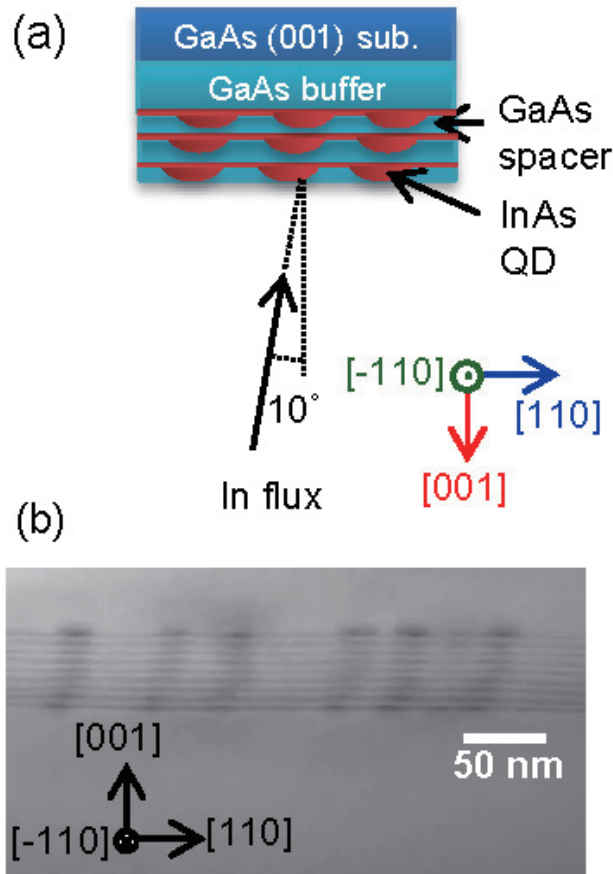 (a)
GaAs (001) sub.
GaAs buffer
GaAs
spacer
InAs
QD
10°
In flux
[-110]
[110]
[001]
(b)
[001]
[-110]
[110]
50 nm